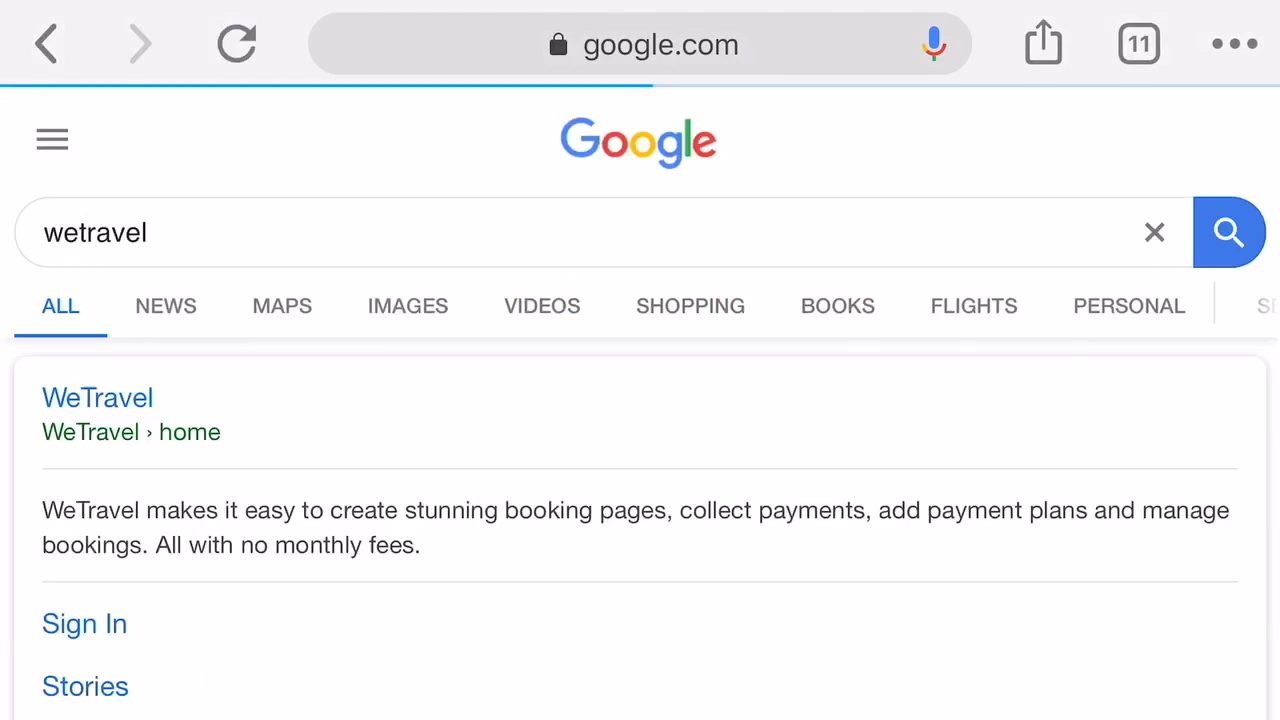 google.com
11
Google
wetravel
ALL NEWS MAPS IMAGES VIDEOS SHOPPING BOOKS FLIGHTS PERSONAL
WeTravel
WeTravel › home
WeTravel makes it easy to create stunning booking pages, collect payments, add payment plans and manage
bookings. All with no monthly fees.
Sign In
Stories